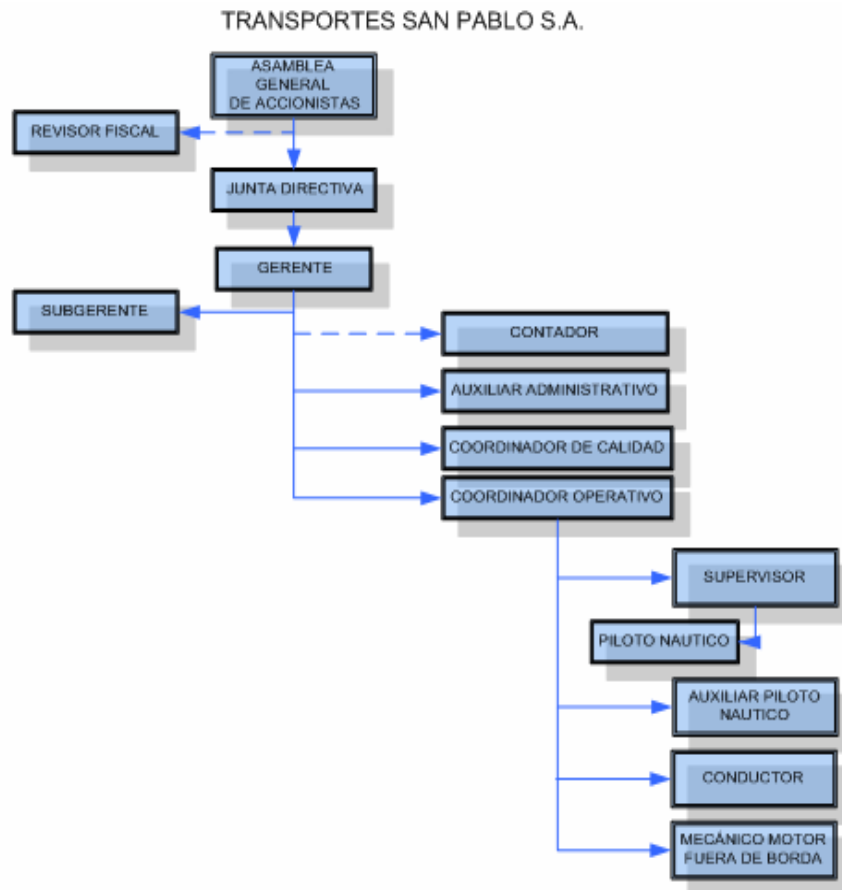 TRANSPORTES SAN PABLO S.A.
ASAMBLEA
GENERAL
DE ACCIONISTAS
REVISOR FISCAL
JUNTA DIRECTIVA
GERENTE
SUBGERENTE
CONTADOR
AUXILIAR ADMINISTRATIVO
COORDINADOR DE CALIDAD
COORDINADOR OPERATIVO
SUPERVISOR
PILOTO NAUTICO
AUXILIAR PILOTO
NAUTICO
CONDUCTOR
MECÁNICO MOTOR
FUERA DE BORDA